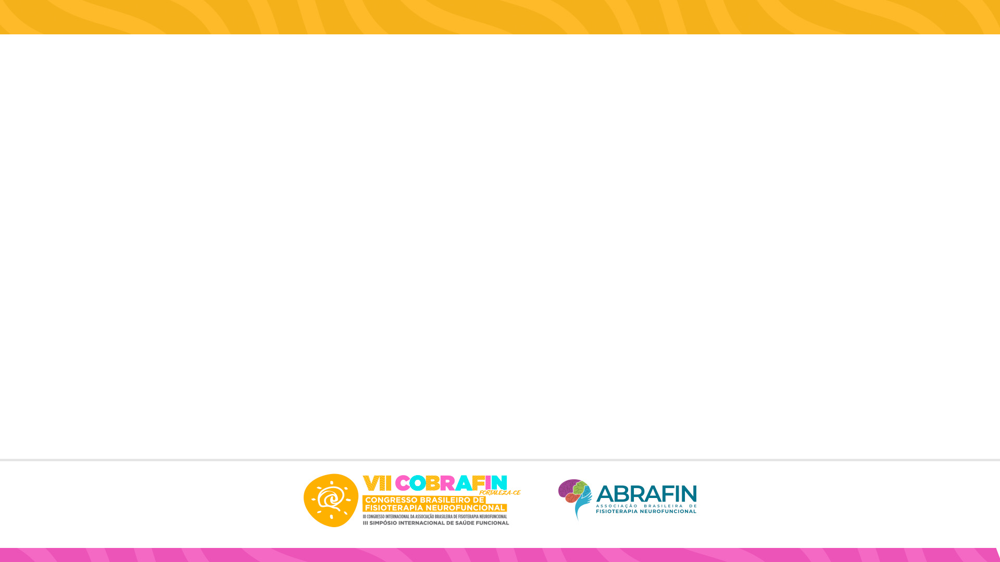 VII COBRAFIN
FORTALEZA-CE
CONGRESSO BRASILEIRO DE
FISIOTERAPIA NEUROFUNCIONAL
III CONGRESSO INTERNACIONAL DA ASSOCIAÇÃO BRASILEIRA DE FISIOTERAPIA NEUROFUNCIONAL
III SIMPÓSIO INTERNACIONAL DE SAÚDE FUNCIONAL
ABRAFIN
ASSOCIAÇÃO BRASILEIRA DE
FISIOTERAPIA NEUROFUNCIONAL